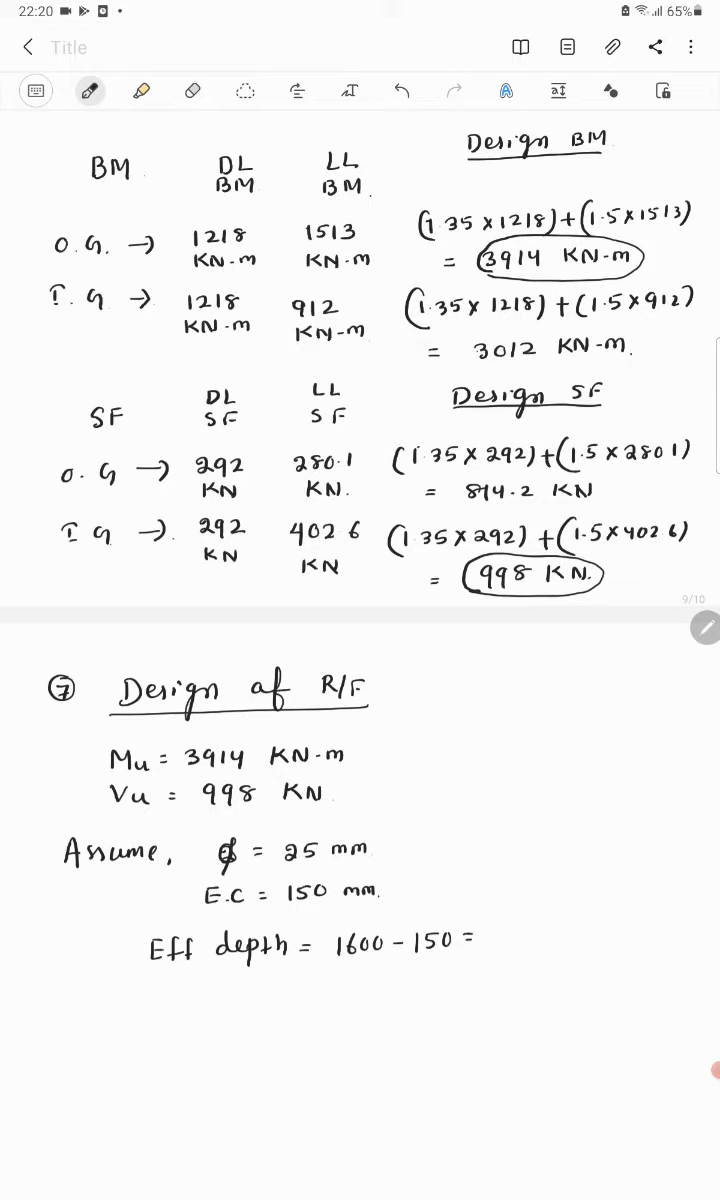 22:20 65%
Title
Design BM
BM DL LL
BM BM.
O.G. → 1218 1513 (1.35 x 1218) + (1.5 x 1513)
KN-m KN-m = 3914 KN-m
I.G → 1218 912 (1.35 x 1218) + (1.5 x 912)
KN-m KN-m = 3012 KN-m.
SF DL LL Design SF
SF SF
O.G → 292 280.1 (1.35 x 292) + (1.5 x 280 1)
KN KN. = 814.2 KN
I G → 292 402 6 (1.35 x 292) + (1.5 x 402 6)
KN KN = 998 KN.
9/10
⑦ Design of R/F
Mu = 3914 KN-m
Vu = 998 KN
Assume, ϕ = 25 mm
E.C = 150 mm.
Eff depth = 1600 - 150 =